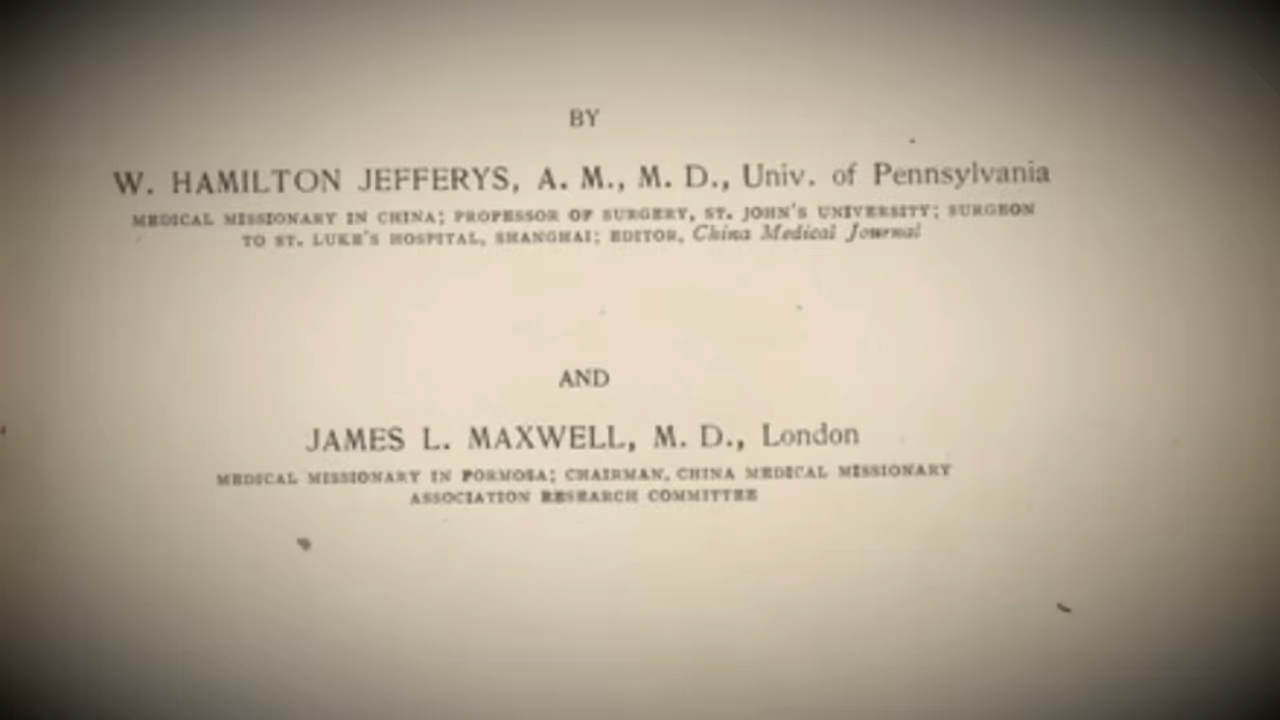 BY
W. HAMILTON JEFFERYS, A. M., M. D., Univ. of Pennsylvania
MEDICAL MISSIONARY IN CHINA; PROFESSOR OF SURGERY, ST. JOHN'S UNIVERSITY; SURGEON
TO ST. LUKE'S HOSPITAL, SHANGHAI; EDITOR, China Medical Journal
AND
JAMES L. MAXWELL, M. D., London
MEDICAL MISSIONARY IN FORMOSA; CHAIRMAN, CHINA MEDICAL MISSIONARY
ASSOCIATION RESEARCH COMMITTEE